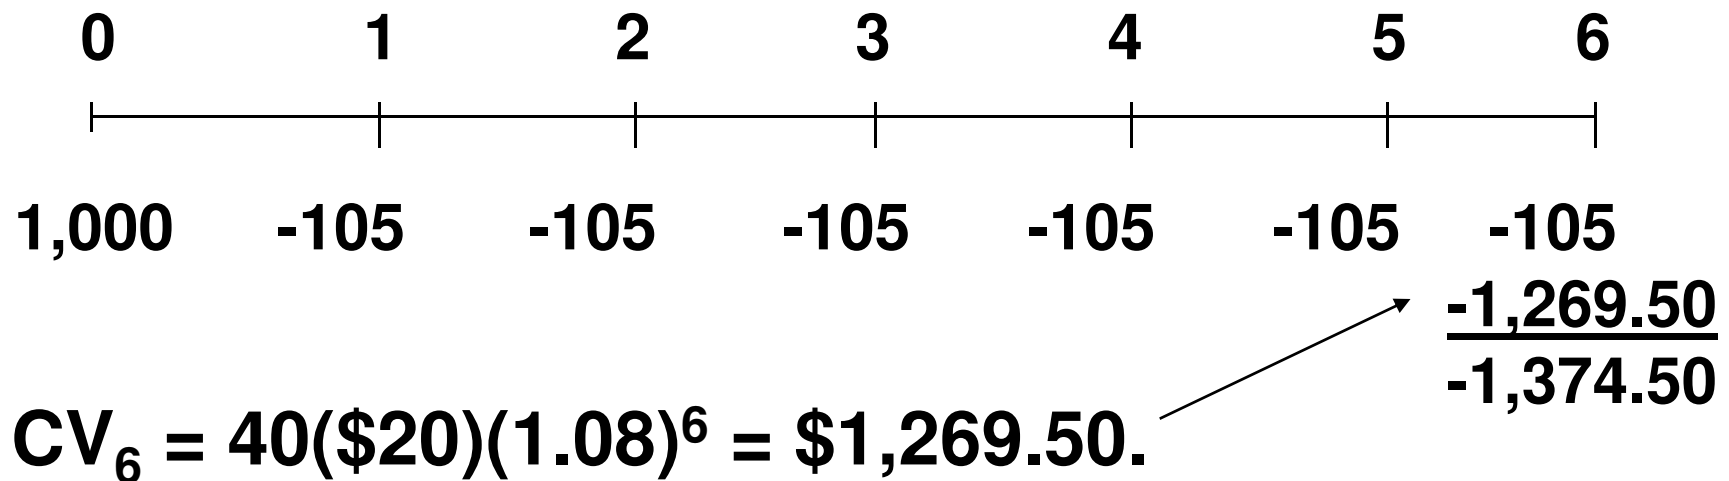 0 1 2 3 4 5 6
1,000 -105 -105 -105 -105 -105 -105
-1,269.50
-1,374.50
CV₆ = 40($20)(1.08)⁶ = $1,269.50.